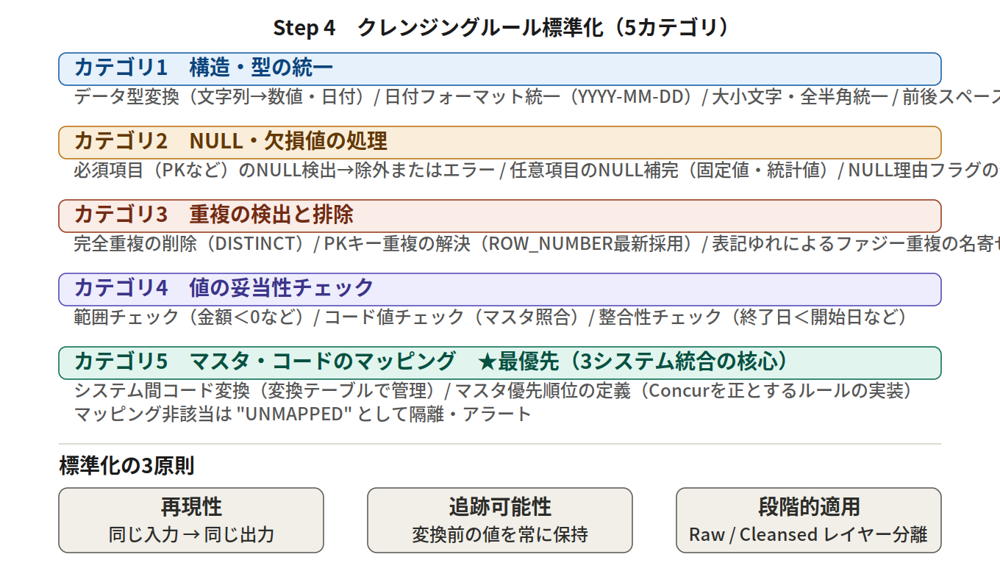 Step 4　クレンジングルール標準化（5カテゴリ）
カテゴリ1　構造・型の統一
データ型変換（文字列→数値・日付）/ 日付フォーマット統一（YYYY-MM-DD）/ 大小文字・全半角統一 / 前後スペース
カテゴリ2　NULL・欠損値の処理
必須項目（PKなど）のNULL検出→除外またはエラー / 任意項目のNULL補完（固定値・統計値）/ NULL理由フラグの
カテゴリ3　重複の検出と排除
完全重複の削除（DISTINCT）/ PKキー重複の解決（ROW_NUMBER最新採用）/ 表記ゆれによるファジー重複の名寄せ
カテゴリ4　値の妥当性チェック
範囲チェック（金額＜0など）/ コード値チェック（マスタ照合）/ 整合性チェック（終了日＜開始日など）
カテゴリ5　マスタ・コードのマッピング　★最優先（3システム統合の核心）
システム間コード変換（変換テーブルで管理）/ マスタ優先順位の定義（Concurを正とするルールの実装）
マッピング非該当は "UNMAPPED" として隔離・アラート
標準化の3原則
再現性
同じ入力 → 同じ出力
追跡可能性
変換前の値を常に保持
段階的適用
Raw / Cleansed レイヤー分離